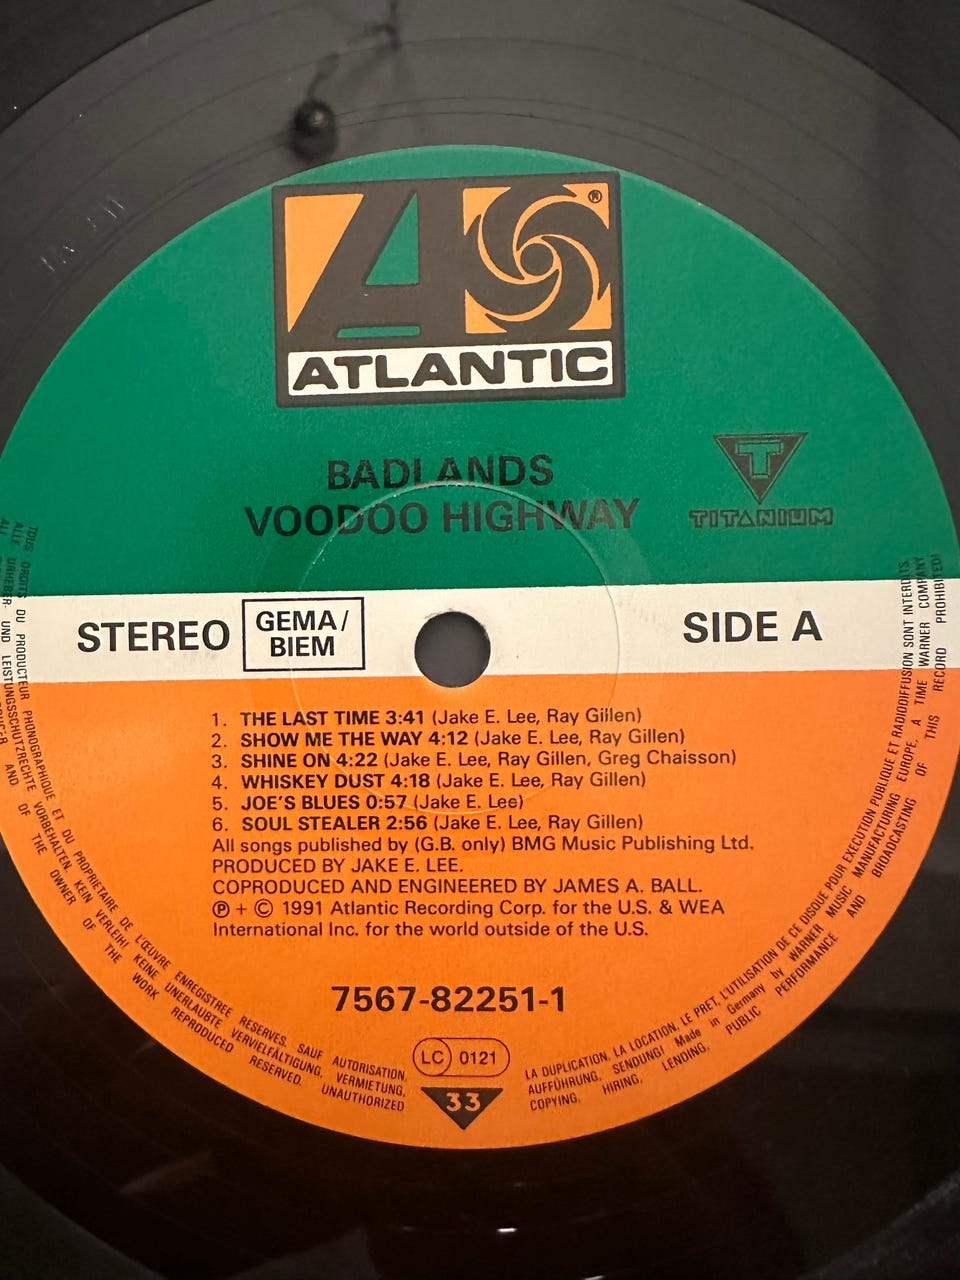 ®
ATLANTIC
BADLANDS
VOODOO HIGHWAY
T
TITANIUM
STEREO
GEMA/
BIEM
SIDE A
1. THE LAST TIME 3:41 (Jake E. Lee, Ray Gillen)
2. SHOW ME THE WAY 4:12 (Jake E. Lee, Ray Gillen)
3. SHINE ON 4:22 (Jake E. Lee, Ray Gillen, Greg Chaisson)
4. WHISKEY DUST 4:18 (Jake E. Lee, Ray Gillen)
5. JOE'S BLUES 0:57 (Jake E. Lee)
6. SOUL STEALER 2:56 (Jake E. Lee, Ray Gillen)
All songs published by (G.B. only) BMG Music Publishing Ltd.
PRODUCED BY JAKE E. LEE.
COPRODUCED AND ENGINEERED BY JAMES A. BALL.
℗ + © 1991 Atlantic Recording Corp. for the U.S. & WEA
International Inc. for the world outside of the U.S.
7567-82251-1
LC 0121
33
TOUS DROITS DU PRODUCTEUR PHONOGRAPHIQUE ET DU PROPRIETAIRE DE L'ŒUVRE ENREGISTREE RESERVES. SAUF AUTORISATION,
ALLE URHEBER- UND LEISTUNGSSCHUTZRECHTE VORBEHALTEN. KEIN VERLEIH! KEINE UNERLAUBTE VERVIELFÄLTIGUNG, VERMIETUNG,
AND OF THE OWNER OF THE WORK REPRODUCED RESERVED. UNAUTHORIZED
LA DUPLICATION, LA LOCATION, LE PRET, L'UTILISATION DE CE DISQUE POUR EXECUTION PUBLIQUE ET RADIODIFFUSION SONT INTERDITS.
AUFFÜHRUNG, SENDUNG! Made in Germany by WARNER MUSIC MANUFACTURING EUROPE. A TIME WARNER COMPANY
COPYING, HIRING, LENDING, PUBLIC PERFORMANCE AND BROADCASTING OF THIS RECORD PROHIBITED!